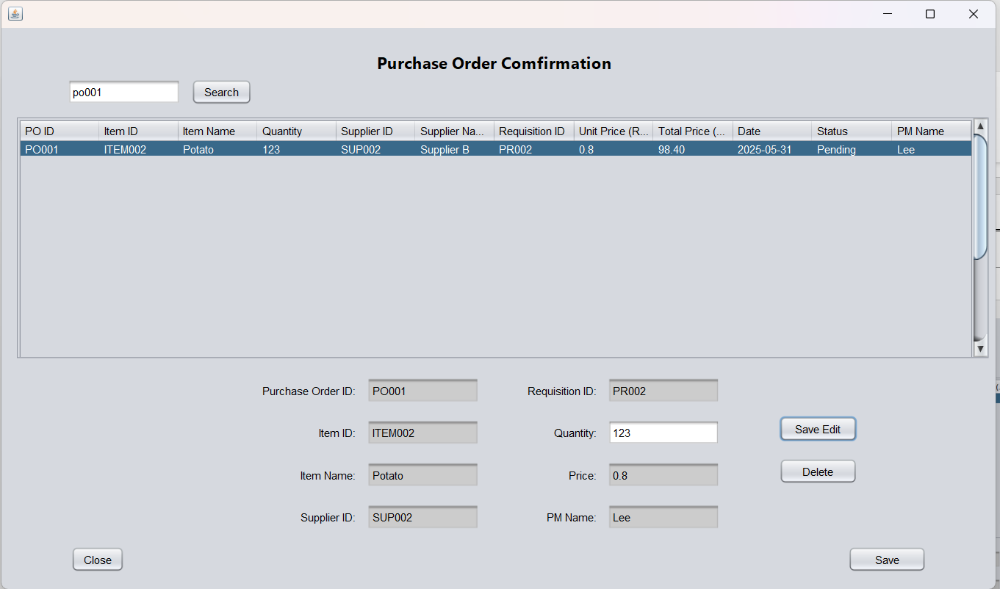 Purchase Order Comfirmation
po001 Search
PO ID Item ID Item Name Quantity Supplier ID Supplier Na... Requisition ID Unit Price (R... Total Price (... Date Status PM Name
PO001 ITEM002 Potato 123 SUP002 Supplier B PR002 0.8 98.40 2025-05-31 Pending Lee
Purchase Order ID: PO001 Requisition ID: PR002
Item ID: ITEM002 Quantity: 123 Save Edit
Item Name: Potato Price: 0.8 Delete
Supplier ID: SUP002 PM Name: Lee
Close Save